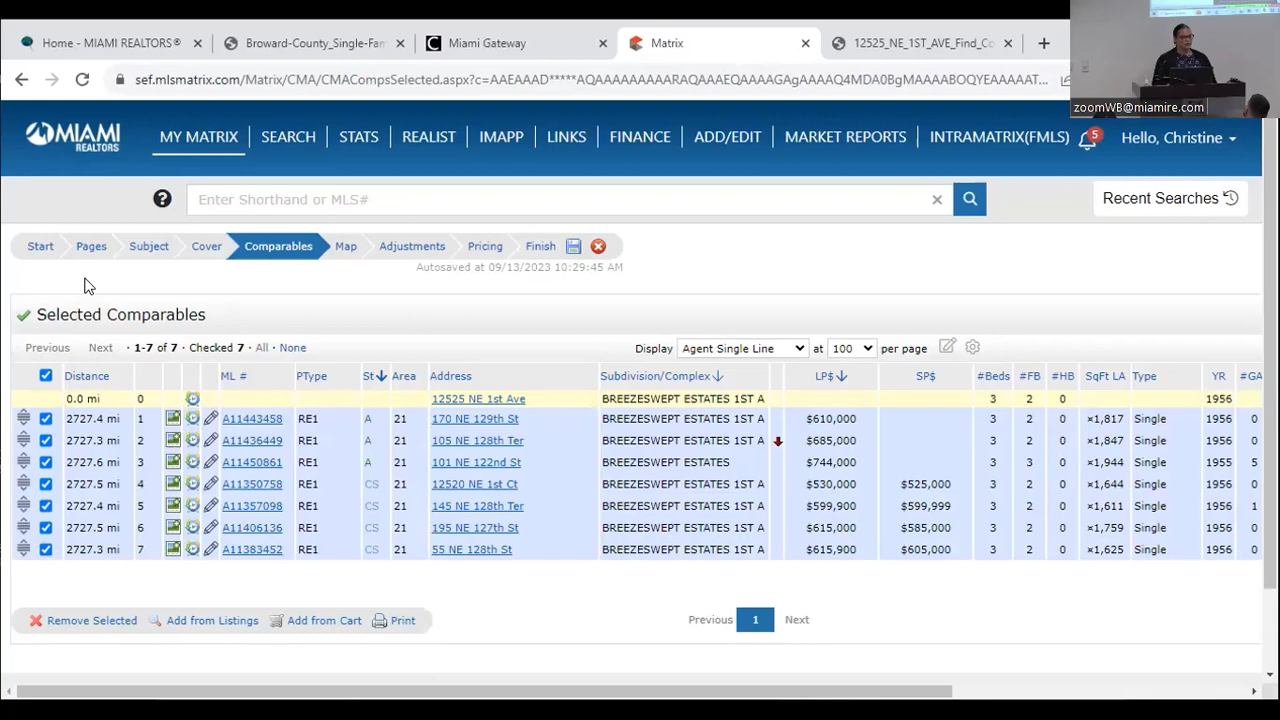 Home - MIAMI REALTORS® × Broward-County_Single-Fam × Miami Gateway × Matrix × 12525_NE_1ST_AVE_Find_Co × +
sef.mlsmatrix.com/Matrix/CMA/CMACompsSelected.aspx?c=AAEAAAD*****AQAAAAAAAAARAQAAAEQAAAAGAgAAAAQ4MDA0BgMAAAABOQYEAAAAAT...
zoomWB@miamire.com
MIAMI REALTORS
MY MATRIX SEARCH STATS REALIST IMAPP LINKS FINANCE ADD/EDIT MARKET REPORTS INTRAMATRIX(FMLS) 5 Hello, Christine
? Enter Shorthand or MLS# × Recent Searches
Start Pages Subject Cover Comparables Map Adjustments Pricing Finish
Autosaved at 09/13/2023 10:29:45 AM
Selected Comparables
Previous Next · 1-7 of 7 · Checked 7 · All · None Display Agent Single Line at 100 per page
Distance ML # PType St Area Address Subdivision/Complex LP$ SP$ #Beds #FB #HB SqFt LA Type YR #GA
0.0 mi 0 12525 NE 1st Ave BREEZESWEPT ESTATES 1ST A 3 2 0 1956
2727.4 mi 1 A11443458 RE1 A 21 170 NE 129th St BREEZESWEPT ESTATES 1ST A $610,000 3 2 0 ×1,817 Single 1956 0
2727.3 mi 2 A11436449 RE1 A 21 105 NE 128th Ter BREEZESWEPT ESTATES 1ST A $685,000 3 2 0 ×1,847 Single 1956 0
2727.6 mi 3 A11450861 RE1 A 21 101 NE 122nd St BREEZESWEPT ESTATES $744,000 3 3 0 ×1,944 Single 1955 5
2727.5 mi 4 A11350758 RE1 CS 21 12520 NE 1st Ct BREEZESWEPT ESTATES 1ST A $530,000 $525,000 3 2 0 ×1,644 Single 1956 0
2727.4 mi 5 A11357098 RE1 CS 21 145 NE 128th Ter BREEZESWEPT ESTATES 1ST A $599,900 $599,999 3 2 0 ×1,611 Single 1956 1
2727.5 mi 6 A11406136 RE1 CS 21 195 NE 127th St BREEZESWEPT ESTATES 1ST A $615,000 $585,000 3 2 0 ×1,759 Single 1956 0
2727.3 mi 7 A11383452 RE1 CS 21 55 NE 128th St BREEZESWEPT ESTATES 1ST A $615,900 $605,000 3 2 0 ×1,625 Single 1956 0
Remove Selected Add from Listings Add from Cart Print Previous 1 Next